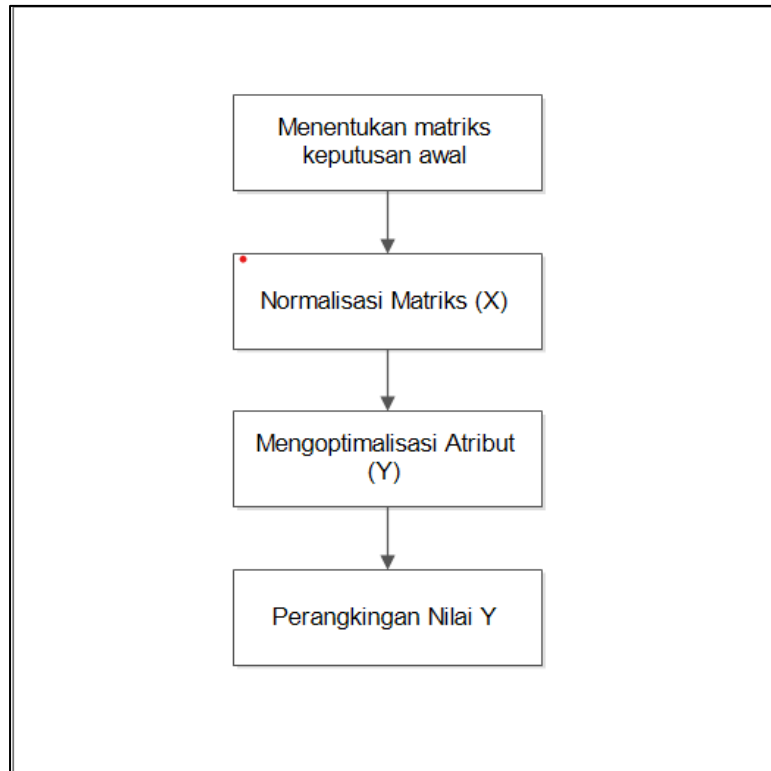 Menentukan matriks
keputusan awal
Normalisasi Matriks (X)
Mengoptimalisasi Atribut
(Y)
Perangkingan Nilai Y